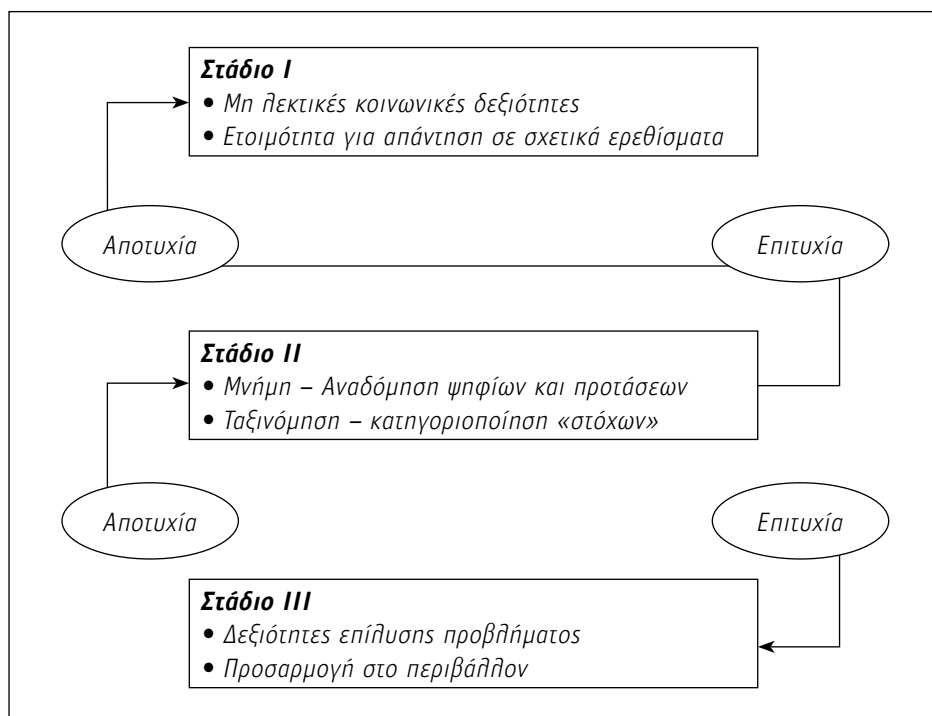 Στάδιο I
• Μη λεκτικές κοινωνικές δεξιότητες
• Ετοιμότητα για απάντηση σε σχετικά ερεθίσματα
Αποτυχία
Επιτυχία
Στάδιο II
• Μνήμη – Αναδόμηση ψηφίων και προτάσεων
• Ταξινόμηση – κατηγοριοποίηση «στόχων»
Αποτυχία
Επιτυχία
Στάδιο III
• Δεξιότητες επίλυσης προβλήματος
• Προσαρμογή στο περιβάλλον